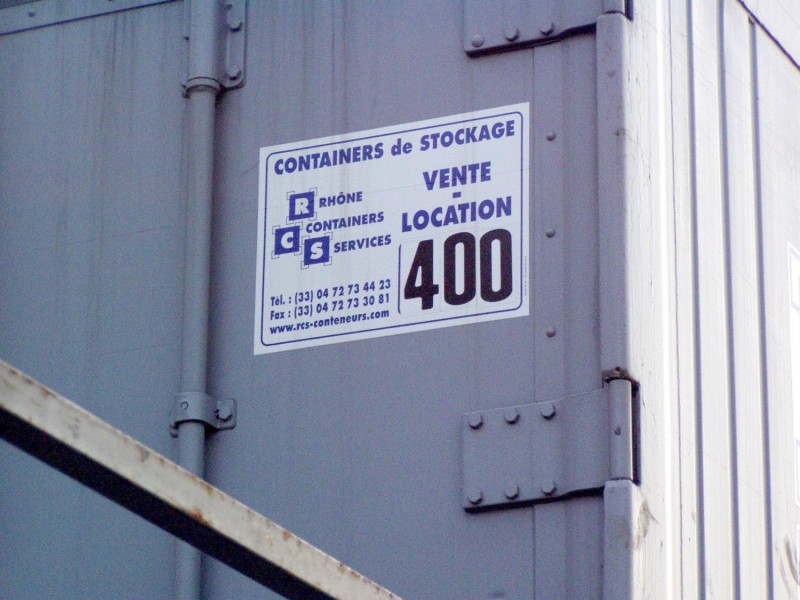 CONTAINERS de STOCKAGE
R RHÔNE
C CONTAINERS
S SERVICES
VENTE
-
LOCATION
400
Tél. : (33) 04 72 73 44 23
Fax : (33) 04 72 73 30 81
www.rcs-conteneurs.com